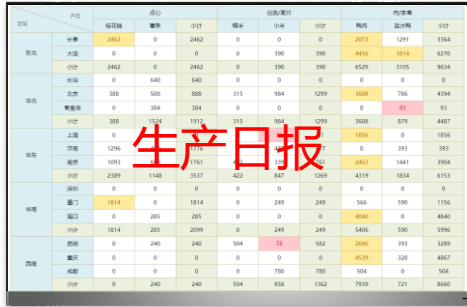 产品 点心 谷类/麦片 肉/家禽
区域 桂花糕 薯条 小计 糯米 小米 小计 鸭肉 盐水鸭 小计
东北 长春 2462 0 2462 0 0 0 2073 1291 3364
大连 0 0 0 0 390 390 4456 1814 6270
小计 2462 0 2462 0 390 390 6529 3105 9634
华北 长治 0 640 640 0 0 0 0 0 0
北京 388 500 888 315 984 1299 3608 786 4394
秦皇岛 0 384 384 0 0 0 0 93 93
小计 388 1524 1912 315 984 1299 3608 879 4487
华东 上海 0 1856 0 1856
济南 1296 1776 0 393 393
南京 1093 1761 2463 1441 3904
小计 2389 1148 3537 422 847 1269 4319 1834 6153
华南 深圳 0 0 0 0 0 0 0 0 0
厦门 1814 0 1814 0 249 249 566 590 1156
海口 0 285 285 0 0 0 4840 0 4840
小计 1814 285 2099 0 249 249 5406 590 5996
西南 昆明 0 240 240 504 78 582 2896 393 3289
重庆 0 0 0 0 0 0 4539 328 4867
成都 0 0 0 0 780 780 504 0 504
小计 0 240 240 504 858 1362 7939 721 8660
生产日报